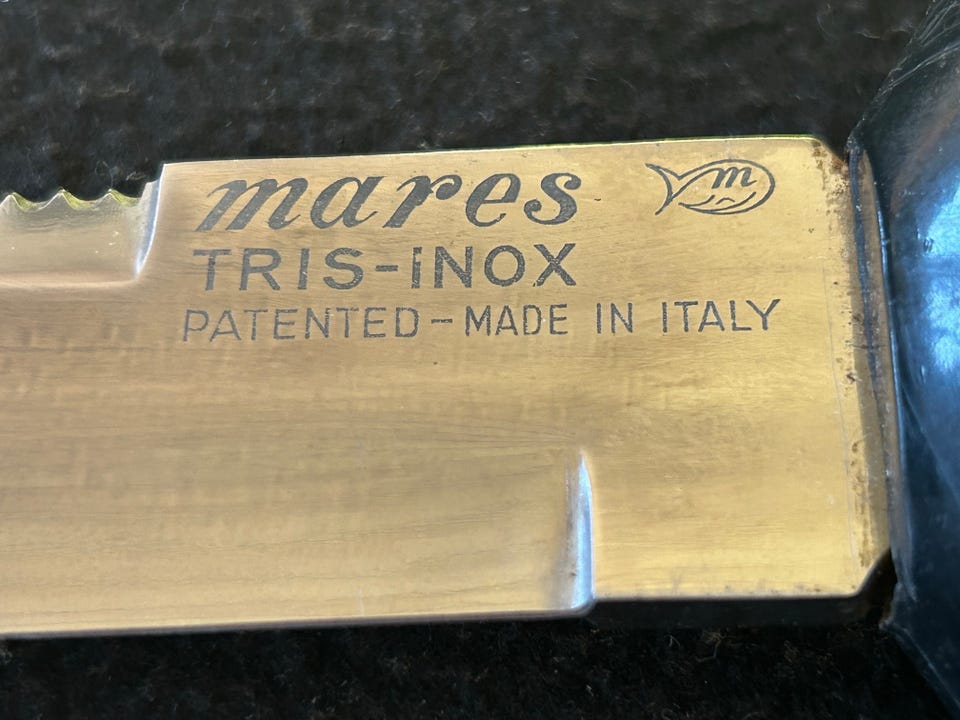 mares m
TRIS-iNOX
PATENTED-MADE IN ITALY